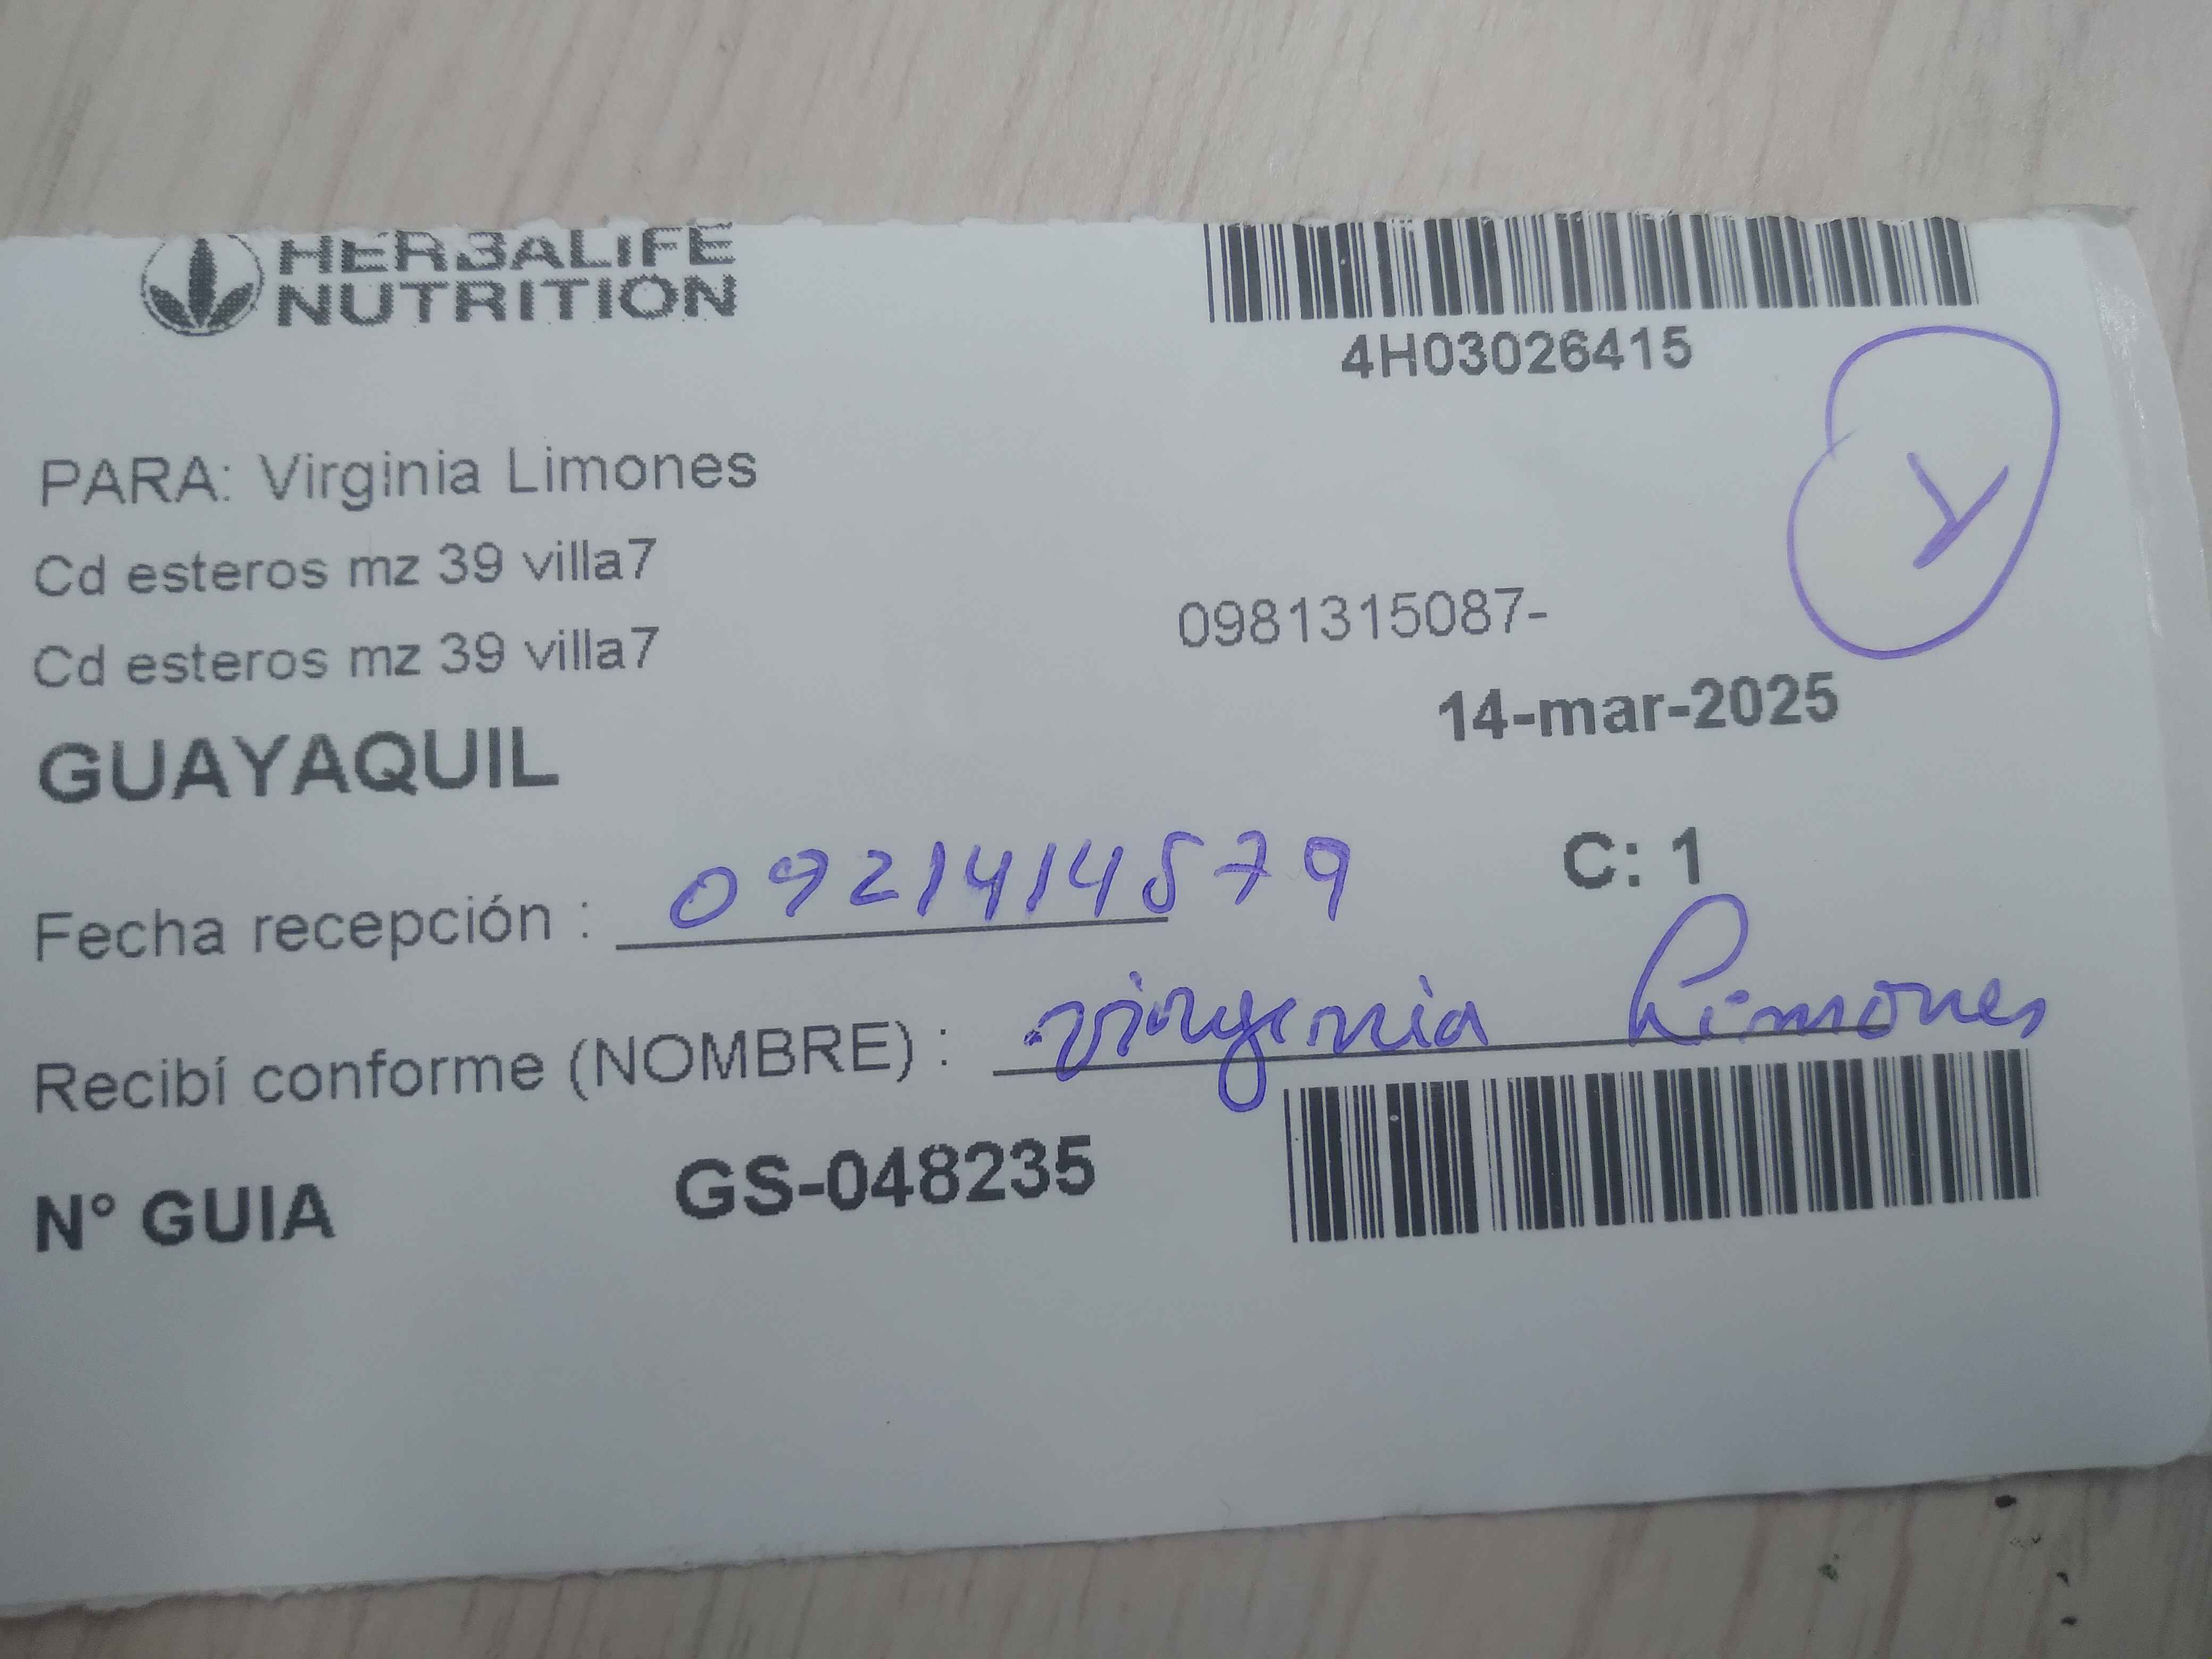 HERBALIFE
NUTRITION
4H03026415
PARA: Virginia Limones
Cd esteros mz 39 villa7
Cd esteros mz 39 villa7
0981315087-
14-mar-2025
GUAYAQUIL
C: 1
Fecha recepción : 0921414579
Recibí conforme (NOMBRE) : virgenia Limones
N° GUIA GS-048235
Y